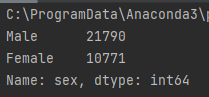 C:\ProgramData\Anaconda3\p
Male 21790
Female 10771
Name: sex, dtype: int64